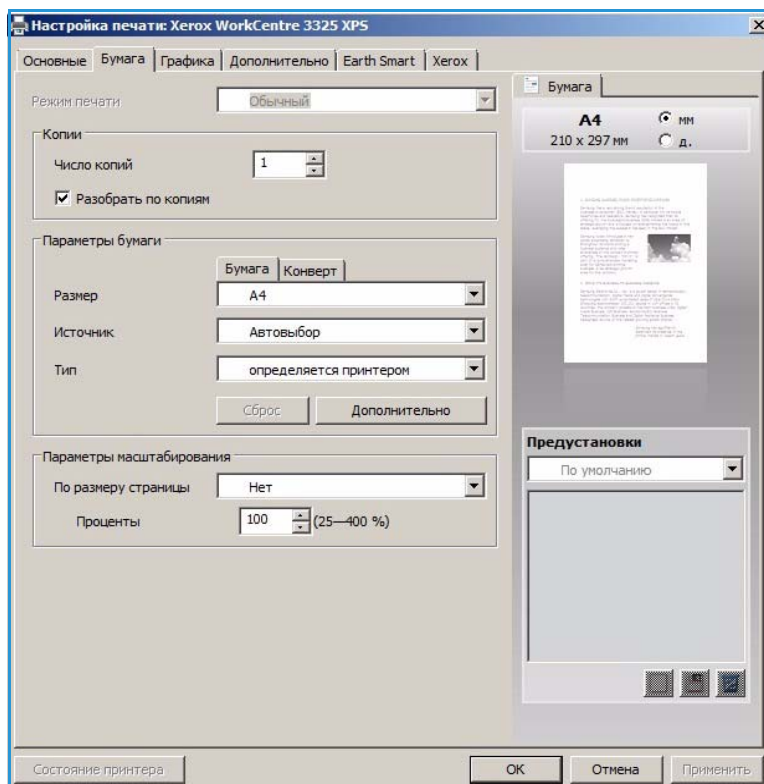 Настройка печати: Xerox WorkCentre 3325 XPS
Основные Бумага Графика Дополнительно Earth Smart Xerox
Режим печати Обычный
Копии
Число копий 1
Разобрать по копиям
Параметры бумаги
Бумага Конверт
Размер A4
Источник Автовыбор
Тип определяется принтером
Сброс Дополнительно
Параметры масштабирования
По размеру страницы Нет
Проценты 100 (25—400 %)
Бумага
A4 мм
210 x 297 мм д.
Предустановки
По умолчанию
Состояние принтера OK Отмена Применить